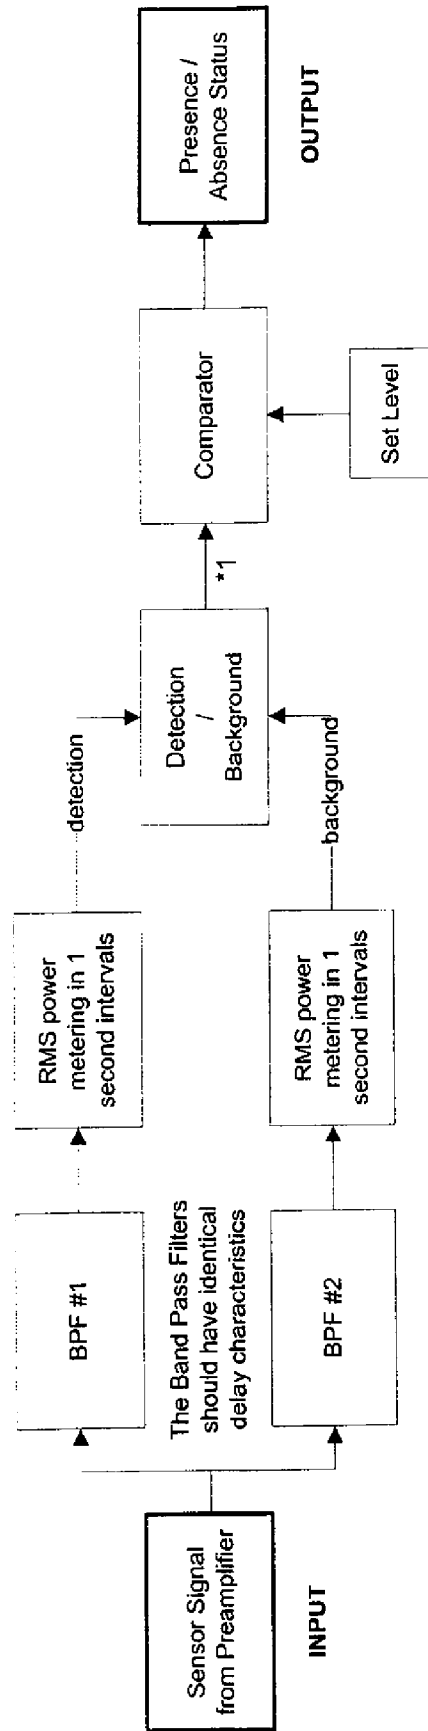 Sensor Signal
from Preamplifier
INPUT
BPF #1
The Band Pass Filters
should have identical
delay characteristics
BPF #2
RMS power
metering in 1
second intervals
RMS power
metering in 1
second intervals
detection
background
Detection
/
Background
*1
Comparator
Set Level
Presence /
Absence Status
OUTPUT